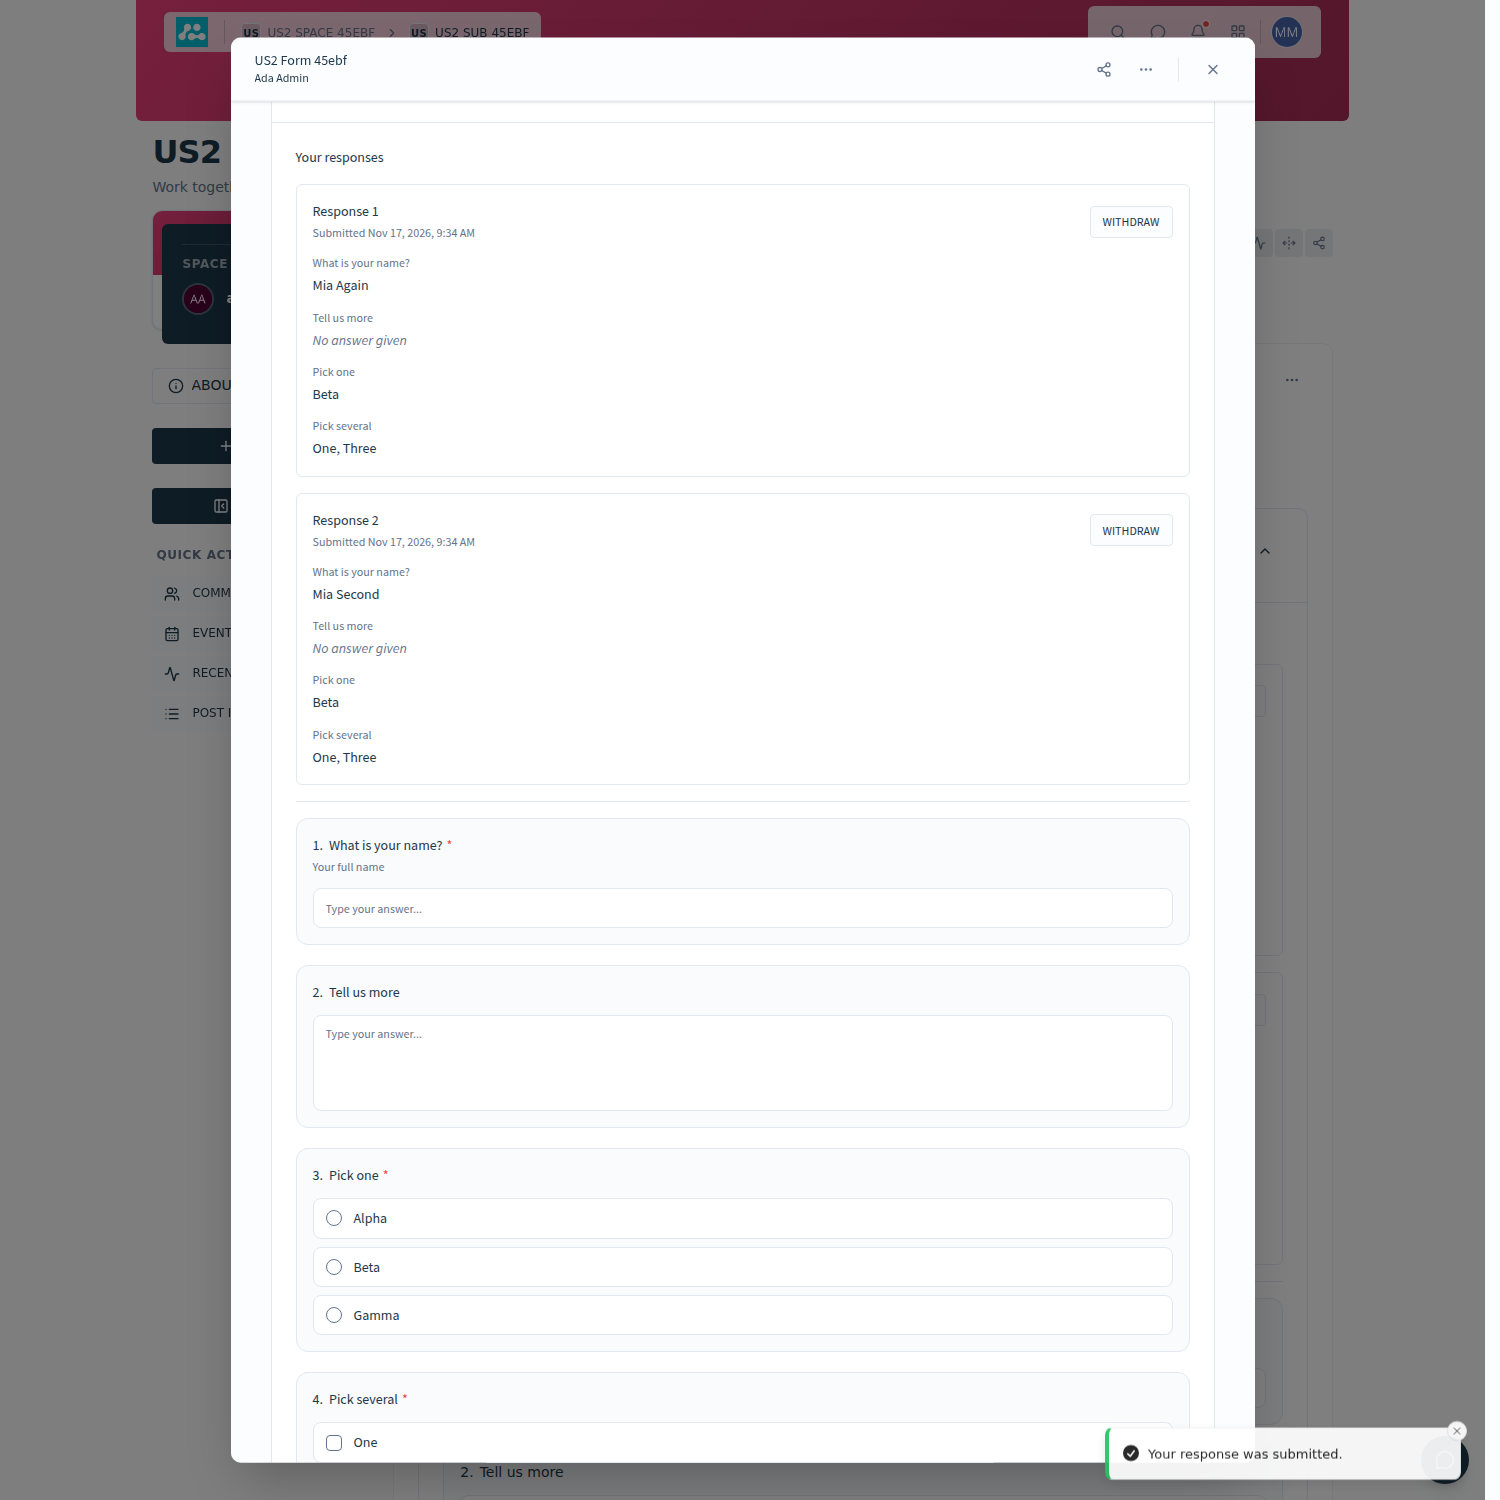 US US2 SPACE 45EBF > US US2 SUB 45EBF
MM
US2 Form 45ebf
Ada Admin
US2
Work toget
SPACE
AA
ABOU
QUICK ACT
COMM
EVENT
RECEN
POST I
Your responses
Response 1
WITHDRAW
Submitted Nov 17, 2026, 9:34 AM
What is your name?
Mia Again
Tell us more
No answer given
Pick one
Beta
Pick several
One, Three
Response 2
WITHDRAW
Submitted Nov 17, 2026, 9:34 AM
What is your name?
Mia Second
Tell us more
No answer given
Pick one
Beta
Pick several
One, Three
1. What is your name? *
Your full name
Type your answer...
2. Tell us more
Type your answer...
3. Pick one *
Alpha
Beta
Gamma
4. Pick several *
One
Your response was submitted.
2. Tell us more